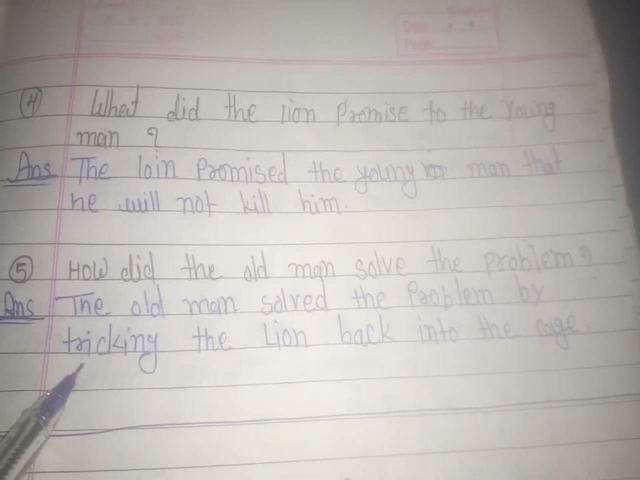 ④ What did the lion Promise to the Young
man ?
Ans The loin Promised the young man that
he will not kill him.
⑤ How did the old man solve the problem?
Ans The old man solved the Problem by
tricking the Lion back into the cage